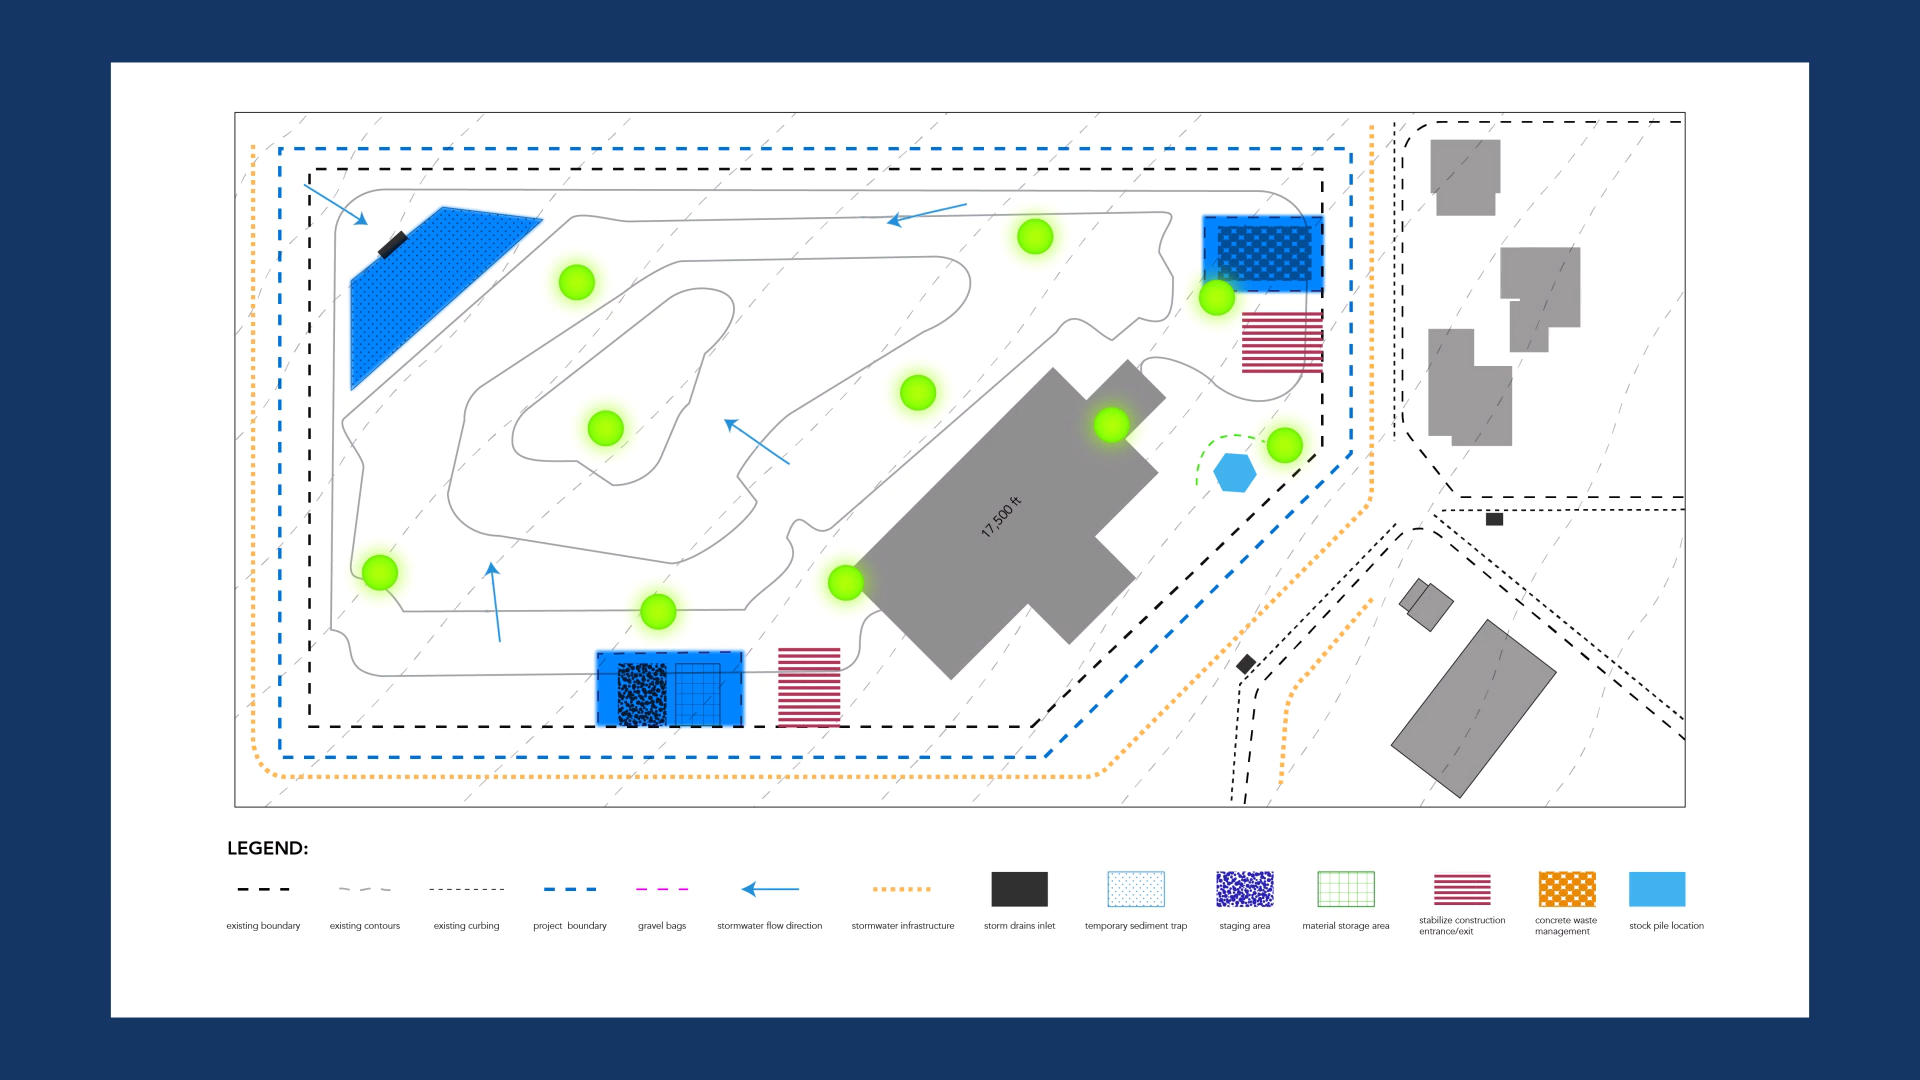 17,500 ft
LEGEND:
existing boundary
existing contours
existing curbing
project boundary
gravel bags
stormwater flow direction
stormwater infrastructure
storm drains inlet
temporary sediment trap
staging area
material storage area
stabilize construction
entrance/exit
concrete waste
management
stock pile location